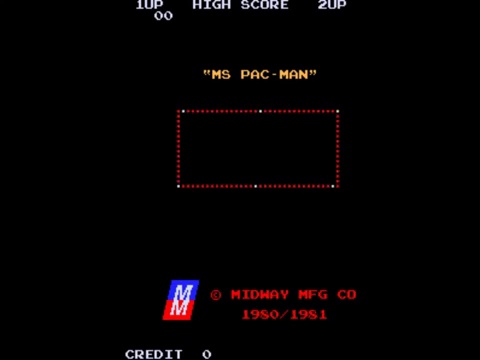 1UP HIGH SCORE 2UP
00
"MS PAC-MAN"
MM
© MIDWAY MFG CO
1980/1981
CREDIT 0